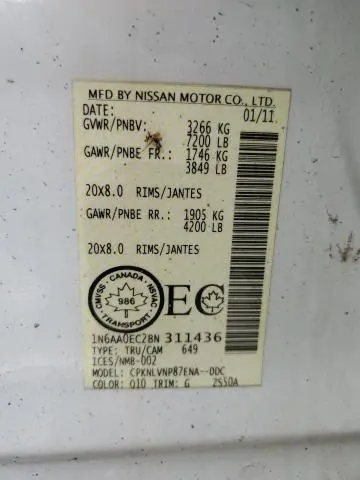 MFD BY NISSAN MOTOR CO., LTD.
DATE: 01/11
GVWR/PNBV: 3266 KG
7200 LB
GAWR/PNBE FR.: 1746 KG
3849 LB
20x8.0 RIMS/JANTES
GAWR/PNBE RR.: 1905 KG
4200 LB
20x8.0 RIMS/JANTES
CANADA
CMVSS NSVAC
986
EC
1N6AA0EC2BN 311436
TYPE: TRU/CAM 649
ICES/NMB-002
MODEL: CPKNLVNP87ENA--DDC
COLOR: Q10 TRIM: G 2S50A